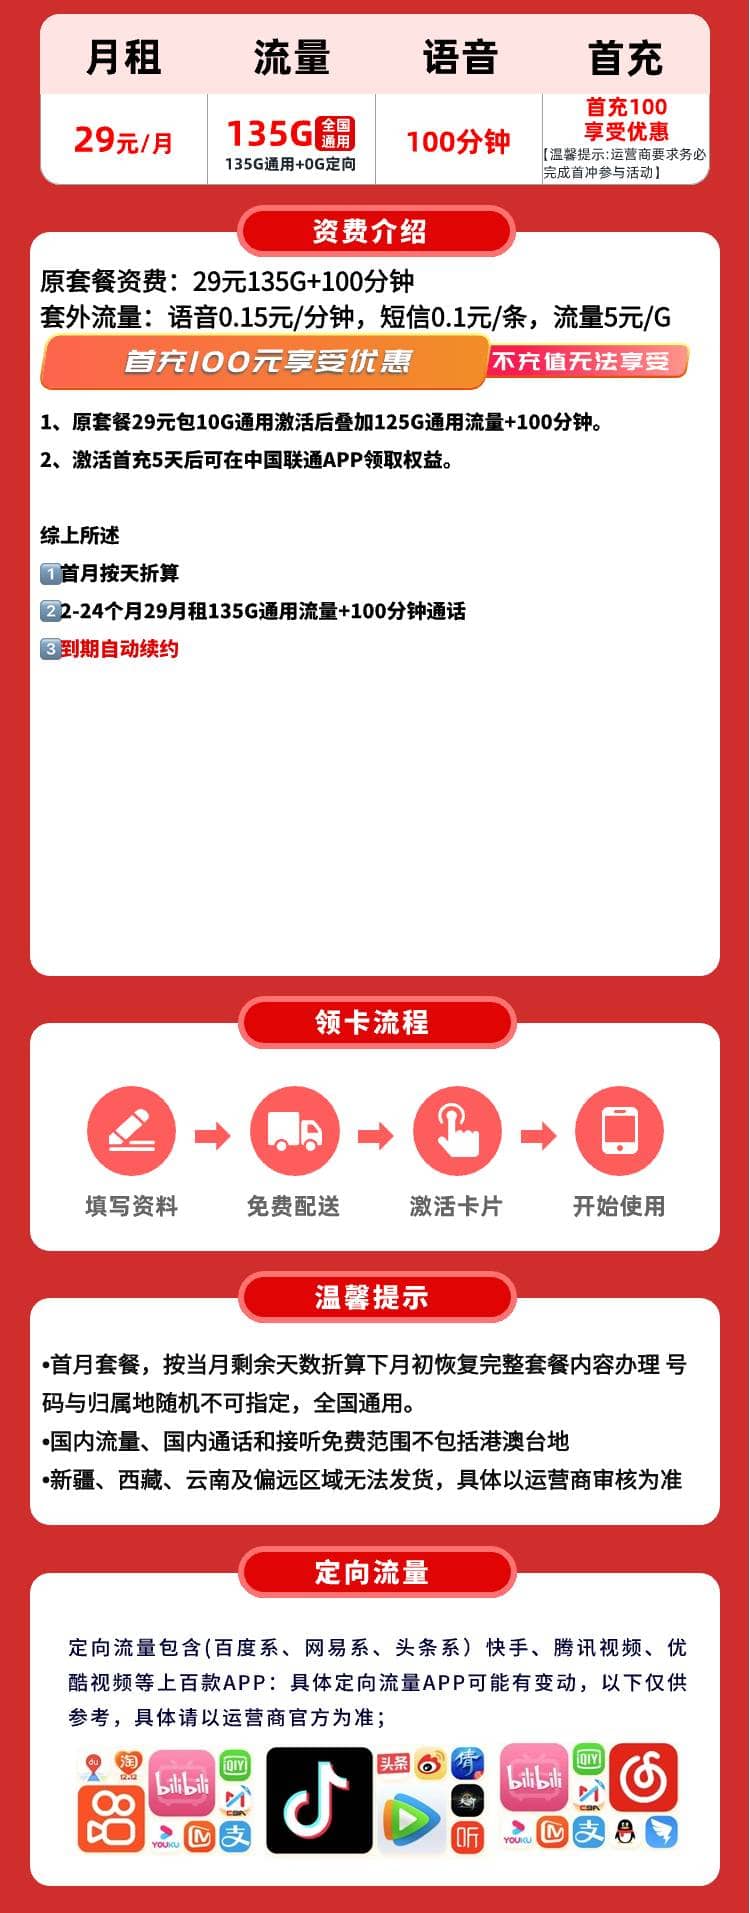 月租 流量 语音 首充
29元/月 135G全国通用 100分钟 首充100
享受优惠
135G通用+0G定向
【温馨提示:运营商要求务必
完成首冲参与活动】
资费介绍
原套餐资费：29元135G+100分钟
套外流量：语音0.15元/分钟，短信0.1元/条，流量5元/G
首充100元享受优惠 不充值无法享受
1、原套餐29元包10G通用激活后叠加125G通用流量+100分钟。
2、激活首充5天后可在中国联通APP领取权益。
综上所述
1首月按天折算
2 2-24个月29月租135G通用流量+100分钟通话
3到期自动续约
领卡流程
填写资料 免费配送 激活卡片 开始使用
温馨提示
•首月套餐，按当月剩余天数折算下月初恢复完整套餐内容办理 号
码与归属地随机不可指定，全国通用。
•国内流量、国内通话和接听免费范围不包括港澳台地
•新疆、西藏、云南及偏远区域无法发货，具体以运营商审核为准
定向流量
定向流量包含(百度系、网易系、头条系）快手、腾讯视频、优
酷视频等上百款APP：具体定向流量APP可能有变动，以下仅供
参考，具体请以运营商官方为准；
du 淘 12.12 bilibili QIY CBA YOUKU 支
头条 倩 听
bilibili QIY CBA YOUKU 支